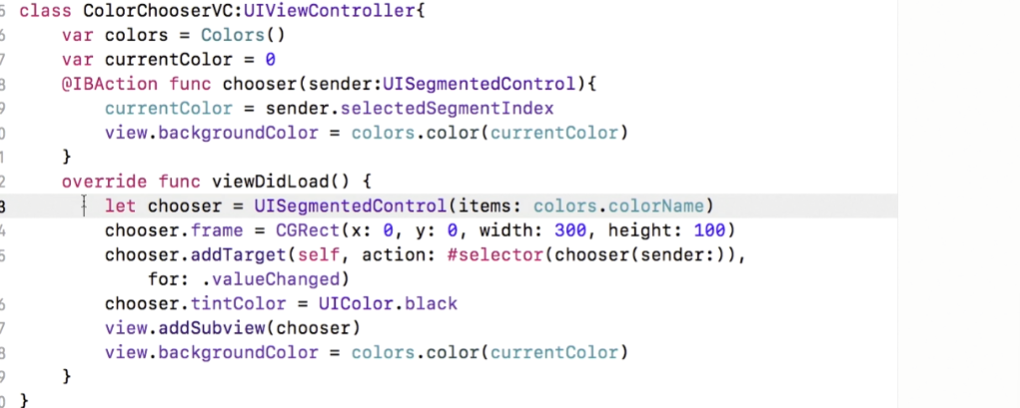 5 class ColorChooserVC:UIViewController{
6 var colors = Colors()
7 var currentColor = 0
8 @IBAction func chooser(sender:UISegmentedControl){
9 currentColor = sender.selectedSegmentIndex
0 view.backgroundColor = colors.color(currentColor)
1 }
2 override func viewDidLoad() {
3 let chooser = UISegmentedControl(items: colors.colorName)
4 chooser.frame = CGRect(x: 0, y: 0, width: 300, height: 100)
5 chooser.addTarget(self, action: #selector(chooser(sender:)),
for: .valueChanged)
6 chooser.tintColor = UIColor.black
7 view.addSubview(chooser)
8 view.backgroundColor = colors.color(currentColor)
9 }
0 }